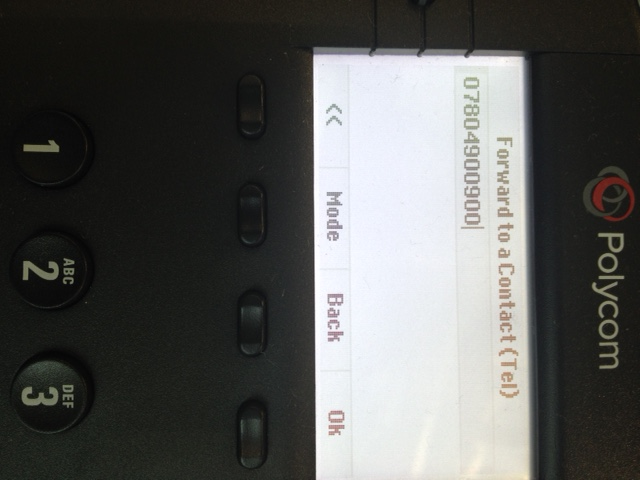 Polycom
Forward to a Contact (Tel)
07804900900
<< Mode Back Ok
1 2 ABC 3 DEF